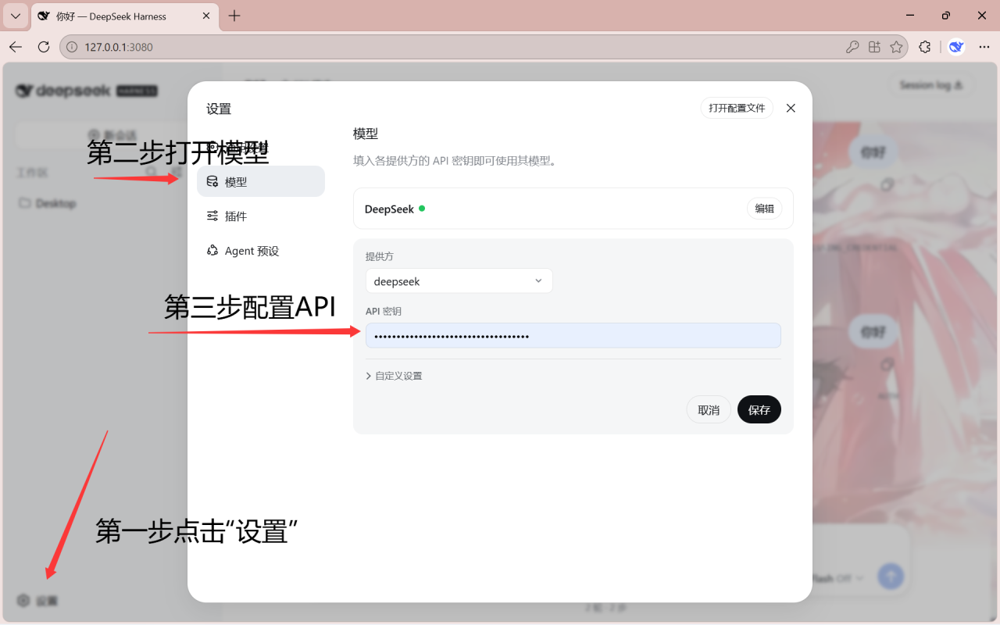 你好 — DeepSeek Harness
127.0.0.1:3080
deepseek HARNESS
Session log
新会话
工作区
Desktop
设置
打开配置文件
第二步打开模型
模型
插件
Agent 预设
模型
填入各提供方的 API 密钥即可使用其模型。
DeepSeek
编辑
提供方
deepseek
API 密钥
••••••••••••••••••••••••••••••••••
自定义设置
取消
保存
第三步配置API
第一步点击“设置”
设置
你好
你好
flash Off